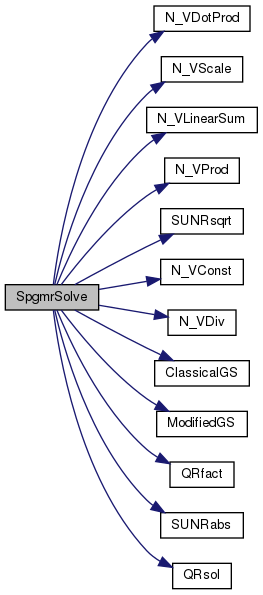 N_VDotProd
N_VScale
N_VLinearSum
N_VProd
SUNRsqrt
N_VConst
SpgmrSolve
N_VDiv
ClassicalGS
ModifiedGS
QRfact
SUNRabs
QRsol